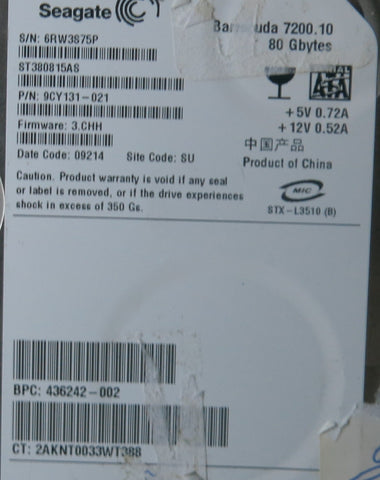 Seagate
Barracuda 7200.10
80 Gbytes
S/N: 6RW3S75P
ST380815AS
P/N: 9CY131-021
Firmware: 3.CHH
Date Code: 09214 Site Code: SU
SERIAL
SATA
+5V 0.72A
+12V 0.52A
中国产品
Product of China
Caution. Product warranty is void if any seal
or label is removed, or if the drive experiences
shock in excess of 350 Gs.
MIC
STX-L3510 (B)
BPC: 436242-002
CT: 2AKNT0033WT388